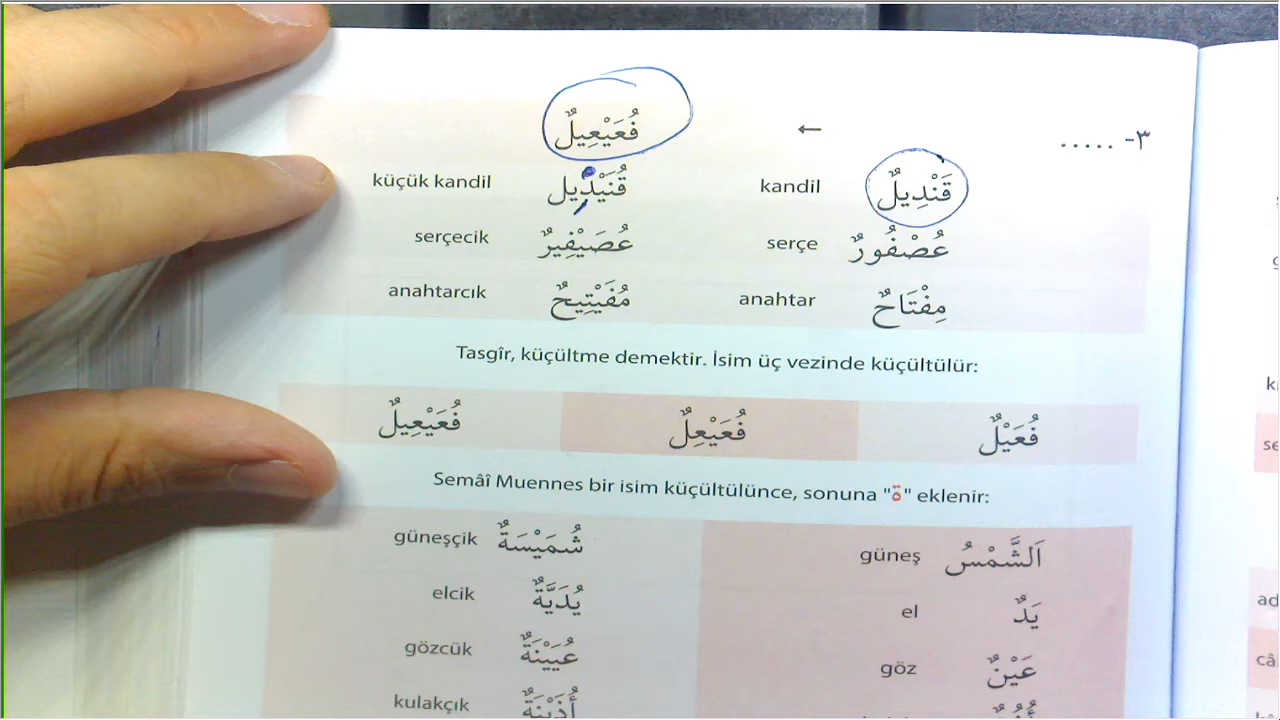 ٣- ..... ← فُعَيْعِيلٌ
قَنْدِيلٌ kandil قُنَيْدِيل küçük kandil
عُصْفُورٌ serçe عُصَيْفِيرٌ serçecik
مِفْتَاحٌ anahtar مُفَيْتِيحٌ anahtarcık
Tasgîr, küçültme demektir. İsim üç vezinde küçültülür:
فُعَيْلٌ فُعَيْعِلٌ فُعَيْعِيلٌ
Semâî Muennes bir isim küçültülünce, sonuna "ة" eklenir:
اَلشَّمْسُ güneş شُمَيْسَةٌ güneşçik
يَدٌ el يُدَيَّةٌ elcik
عَيْنٌ göz عُيَيْنَةٌ gözcük
أُذَيْنَةٌ kulakçık